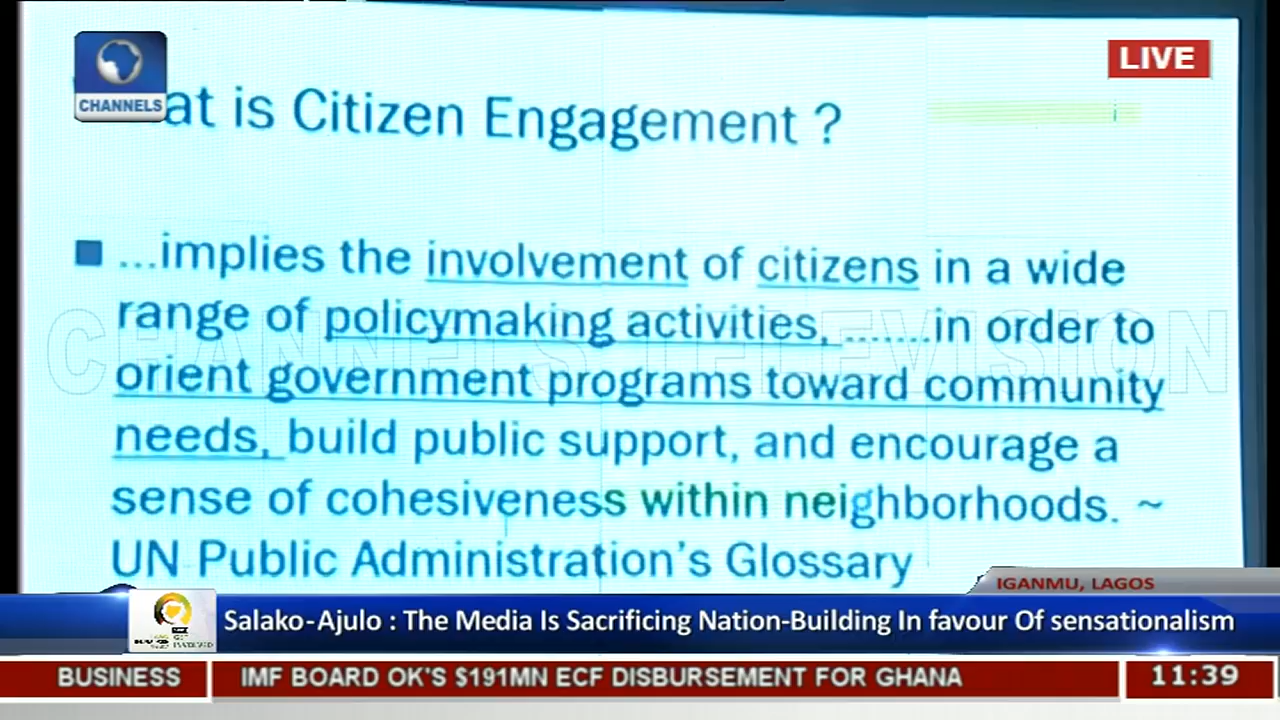 CHANNELS
LIVE
at is Citizen Engagement ?
...implies the involvement of citizens in a wide
range of policymaking activities, .......in order to
orient government programs toward community
needs, build public support, and encourage a
sense of cohesiveness within neighborhoods. ~
UN Public Administration's Glossary
CHANNELS TELEVISION
IGANMU, LAGOS
Salako-Ajulo : The Media Is Sacrificing Nation-Building In favour Of sensationalism
BUSINESS
IMF BOARD OK'S $191MN ECF DISBURSEMENT FOR GHANA
11:39